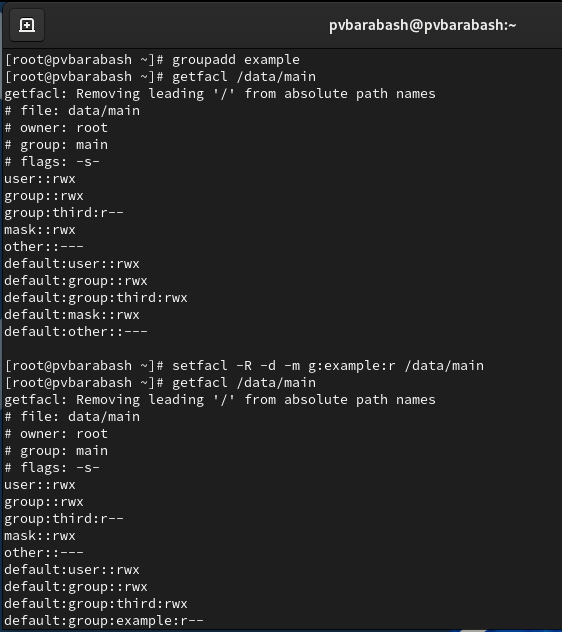 pvbarabash@pvbarabash:~
[root@pvbarabash ~]# groupadd example
[root@pvbarabash ~]# getfacl /data/main
getfacl: Removing leading '/' from absolute path names
# file: data/main
# owner: root
# group: main
# flags: -s-
user::rwx
group::rwx
group:third:r--
mask::rwx
other::---
default:user::rwx
default:group::rwx
default:group:third:rwx
default:mask::rwx
default:other::---
[root@pvbarabash ~]# setfacl -R -d -m g:example:r /data/main
[root@pvbarabash ~]# getfacl /data/main
getfacl: Removing leading '/' from absolute path names
# file: data/main
# owner: root
# group: main
# flags: -s-
user::rwx
group::rwx
group:third:r--
mask::rwx
other::---
default:user::rwx
default:group::rwx
default:group:third:rwx
default:group:example:r--